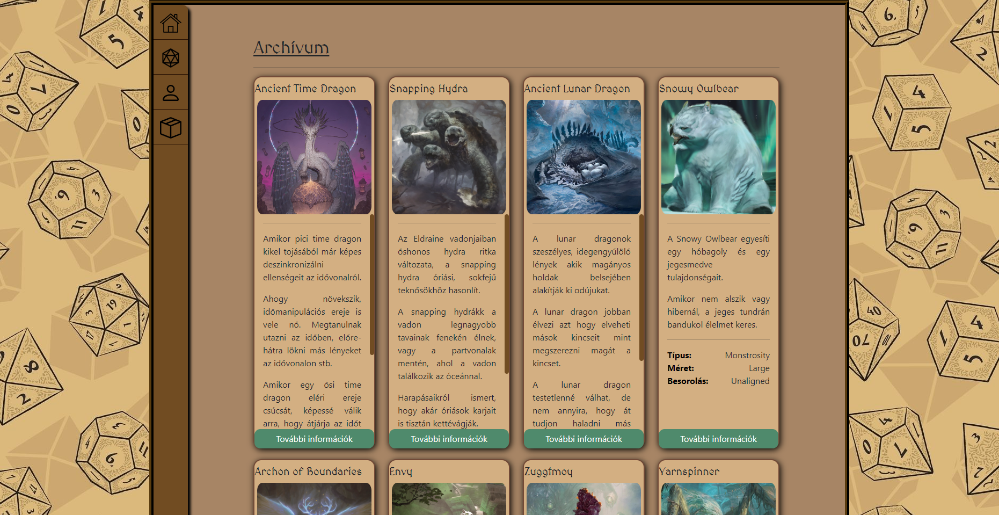 Archívum
Ancient Time Dragon
Amikor pici time dragon
kikel tojásából már képes
deszinkronizálni
ellenségeit az idővonalról.
Ahogy növekszik,
időmanipulációs ereje is
vele nő. Megtanulnak
utazni az időben, előre-
hátra lökni más lényeket
az idővonalon stb.
Amikor egy ősi time
dragon eléri ereje
csúcsát, képessé válik
arra, hogy átjárja az időt
További információk
Snapping Hydra
Az Eldraine vadonjaiban
őshonos hydra ritka
változata, a snapping
hydra óriási, sokfejű
teknősökhöz hasonlít.
A snapping hydrákk a
vadon legnagyobb
tavainak fenekén élnek,
vagy a partvonalak
mentén, ahol a vadon
találkozik az óceánnal.
Harapásaikról ismert,
hogy akár óriások karjait
is tisztán kettévágják.
További információk
Ancient Lunar Dragon
A lunar dragonok
szeszélyes, idegengyűlölő
lények akik magányos
holdak belsejében
alakítják ki odújukat.
A lunar dragon jobban
élvezi azt hogy elveheti
mások kincseit mint
megszerezni magát a
kincset.
A lunar dragon
testetlenné válhat, de
nem annyira, hogy át
tudjon haladni más
További információk
Snowy Owlbear
A Snowy Owlbear egyesíti
egy hóbagoly és egy
jegesmedve
tulajdonságait.
Amikor nem alszik vagy
hibernál, a jeges tundrán
bandukol élelmet keres.
Típus: Monstrosity
Méret: Large
Besorolás: Unaligned
További információk
Archon of Boundaries
Envy
Zuggtmoy
Yarnspinner